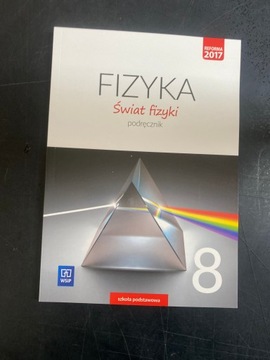 REFORMA
2017
FIZYKA
Świat fizyki
podręcznik
8
WSiP
szkoła podstawowa